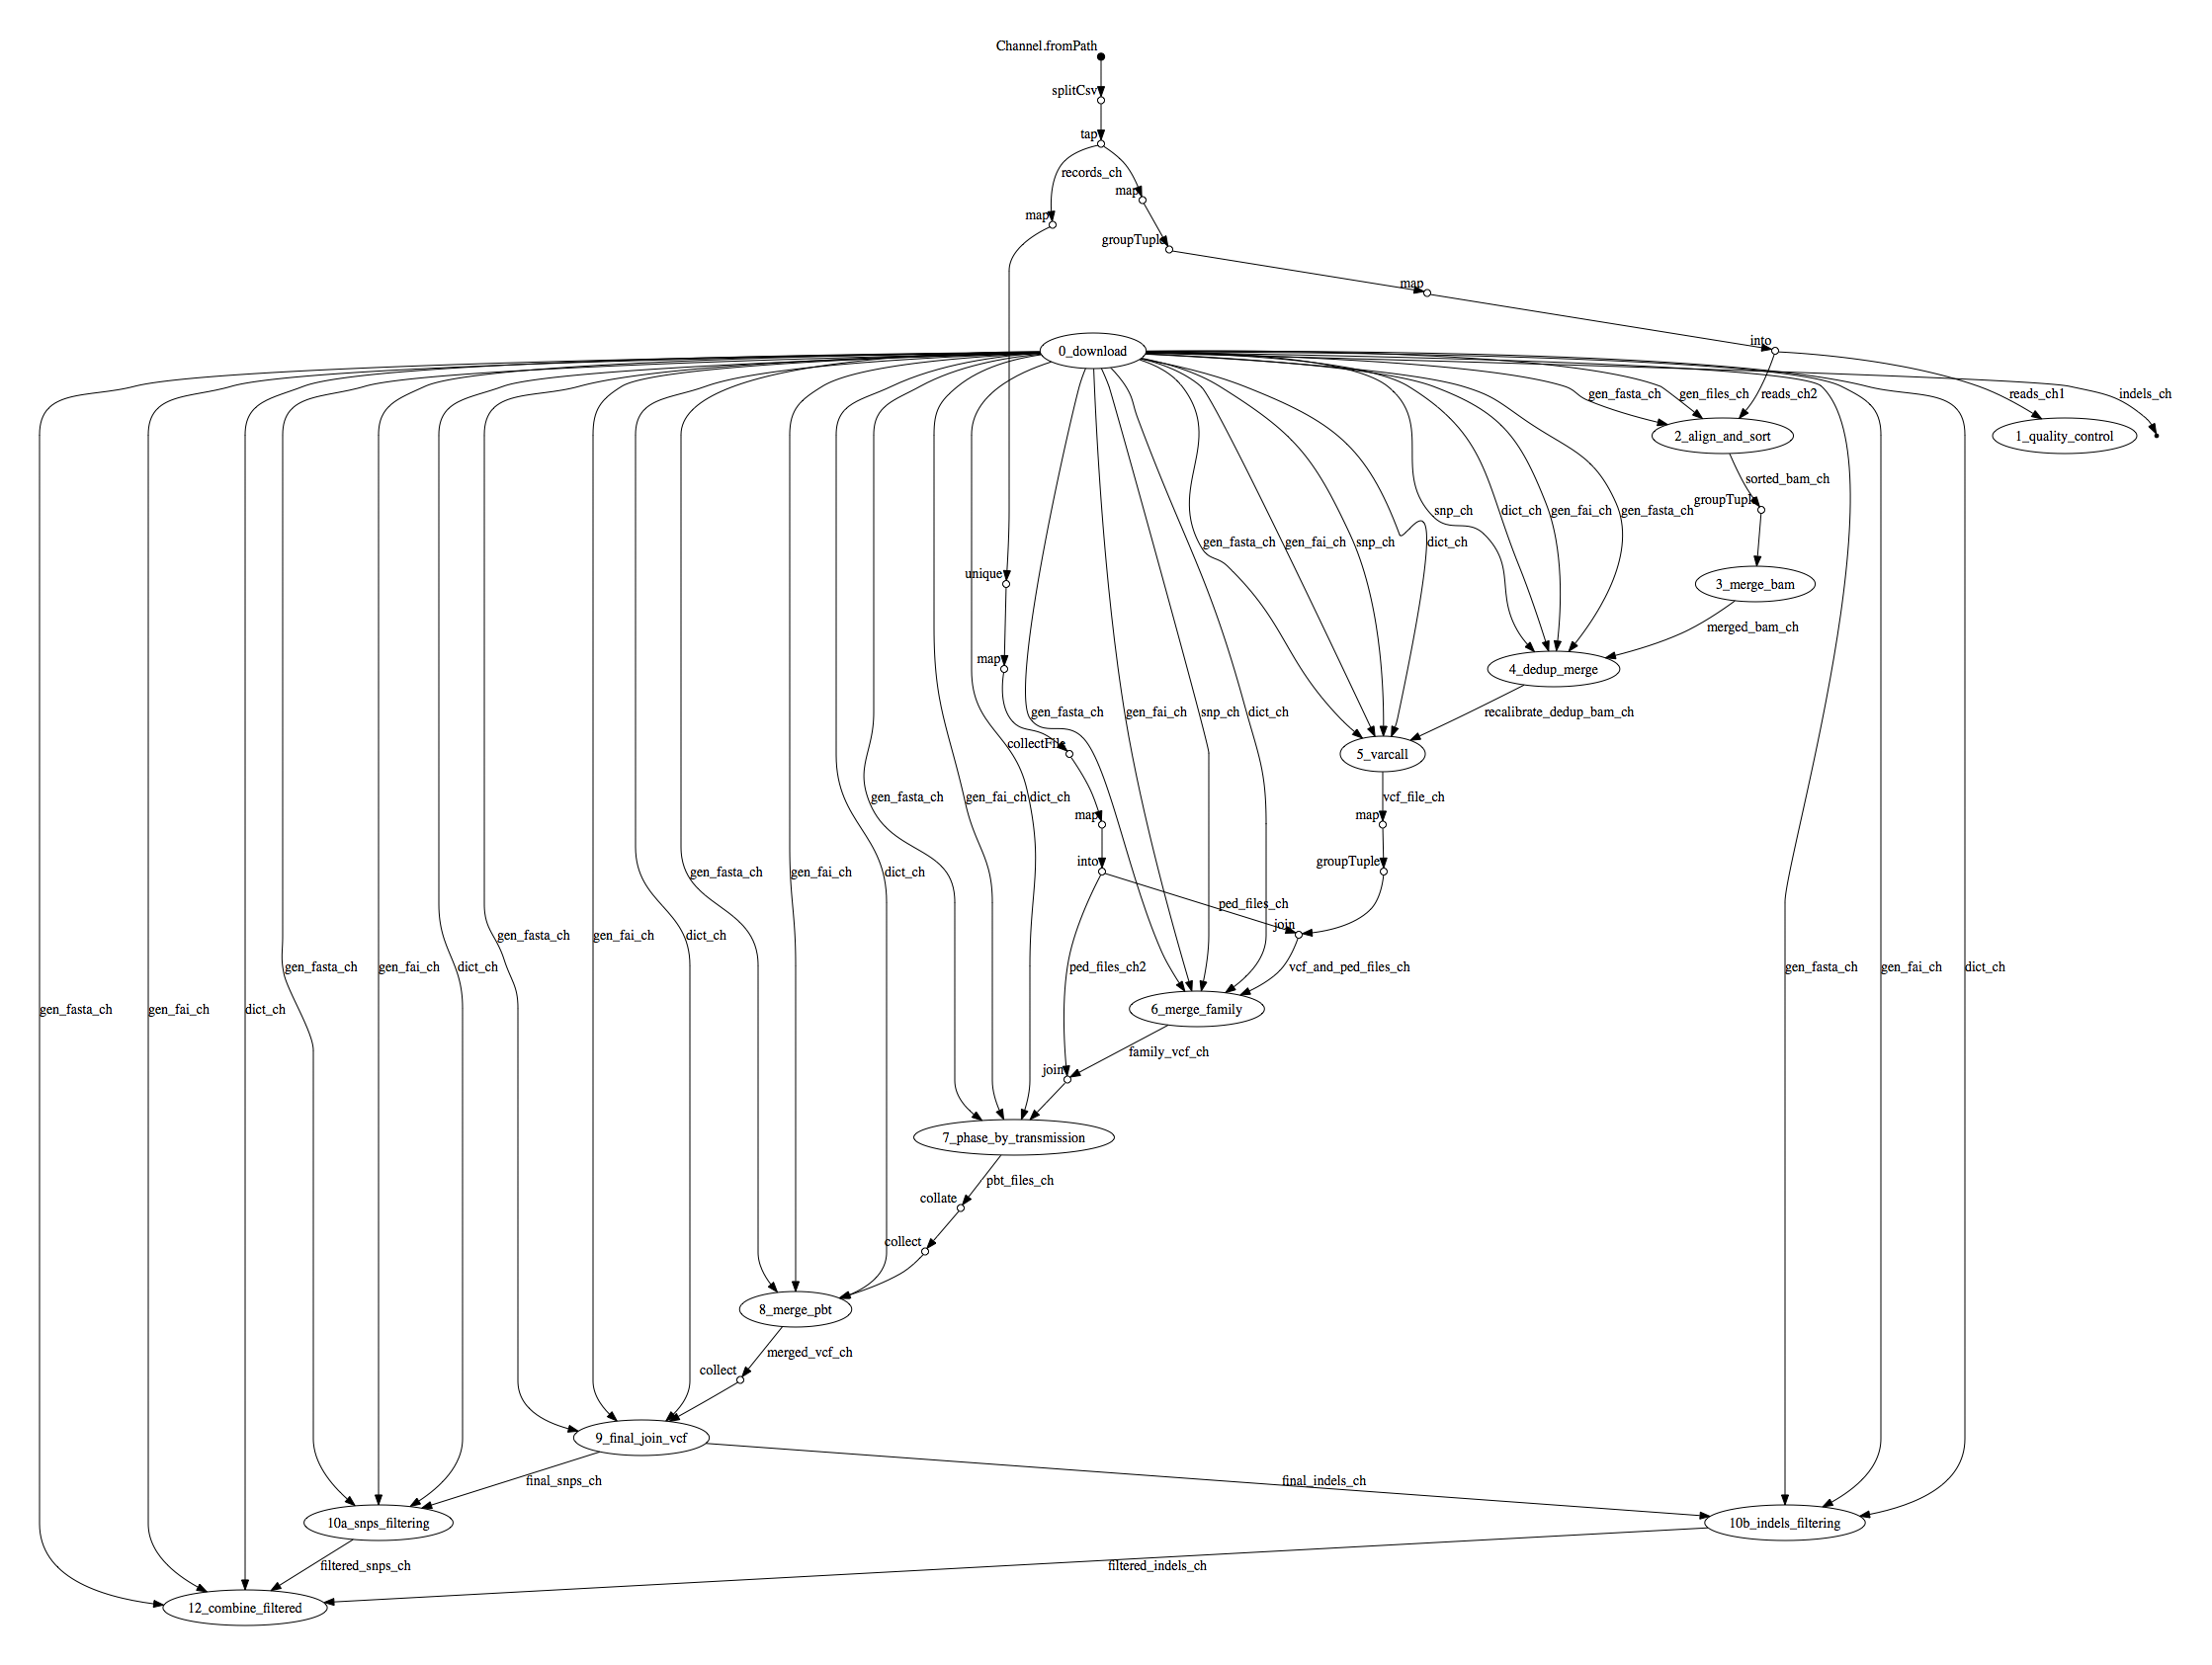 Channel.fromPath
splitCsv
tap
records_ch
map
map
groupTuple
map
into
0_download
gen_fasta_ch
gen_files_ch
reads_ch2
reads_ch1
indels_ch
2_align_and_sort
1_quality_control
sorted_bam_ch
groupTuple
snp_ch
dict_ch
gen_fai_ch
gen_fasta_ch
gen_fasta_ch
gen_fai_ch
snp_ch
dict_ch
unique
3_merge_bam
merged_bam_ch
map
4_dedup_merge
gen_fasta_ch
gen_fai_ch
snp_ch
dict_ch
recalibrate_dedup_bam_ch
collectFile
5_varcall
gen_fasta_ch
gen_fai_ch
dict_ch
vcf_file_ch
map
map
into
groupTuple
gen_fasta_ch
gen_fai_ch
dict_ch
ped_files_ch
join
gen_fasta_ch
gen_fai_ch
dict_ch
gen_fasta_ch
gen_fai_ch
dict_ch
ped_files_ch2
vcf_and_ped_files_ch
gen_fasta_ch
gen_fai_ch
dict_ch
gen_fasta_ch
gen_fai_ch
dict_ch
6_merge_family
family_vcf_ch
join
7_phase_by_transmission
pbt_files_ch
collate
collect
8_merge_pbt
merged_vcf_ch
collect
9_final_join_vcf
final_snps_ch
final_indels_ch
10a_snps_filtering
10b_indels_filtering
filtered_snps_ch
filtered_indels_ch
12_combine_filtered